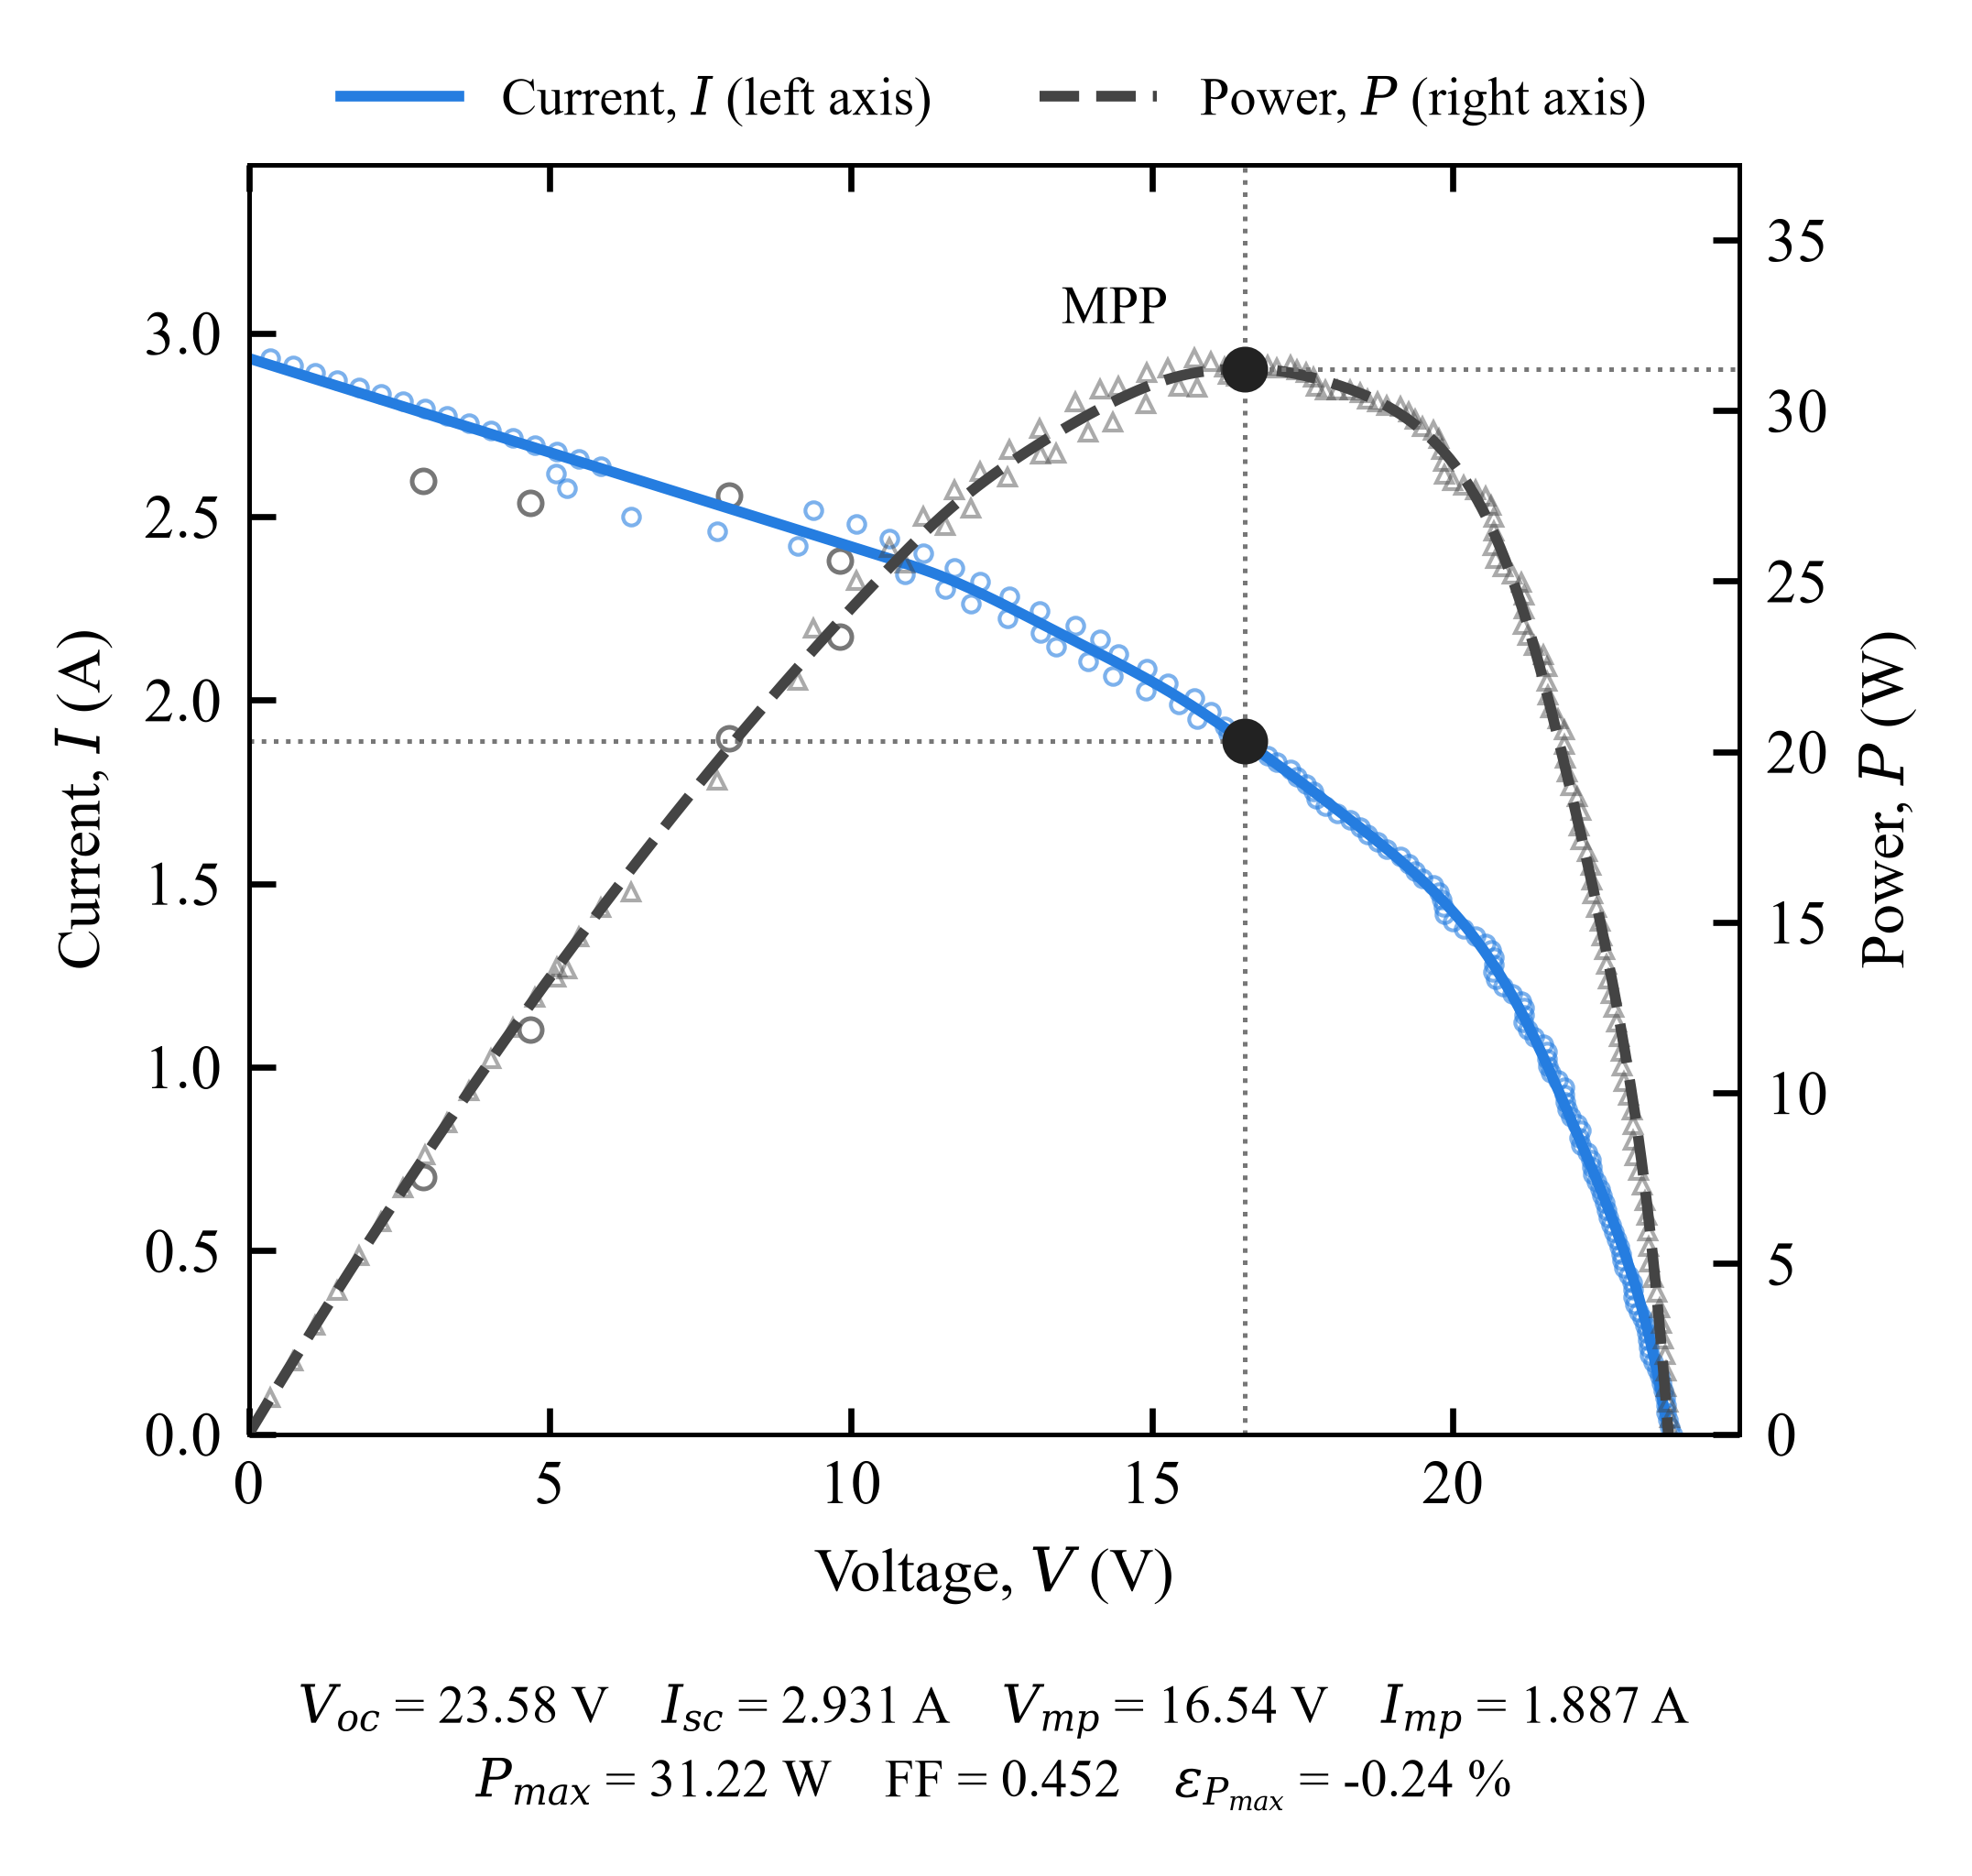 Current, I (left axis) Power, P (right axis)
MPP
35
30
25
20
15
10
5
0
3.0
2.5
2.0
1.5
1.0
0.5
0.0
Current, I (A)
Power, P (W)
0 5 10 15 20
Voltage, V (V)
V_oc = 23.58 V I_sc = 2.931 A V_mp = 16.54 V I_mp = 1.887 A
P_max = 31.22 W FF = 0.452 ε_P_max = -0.24 %